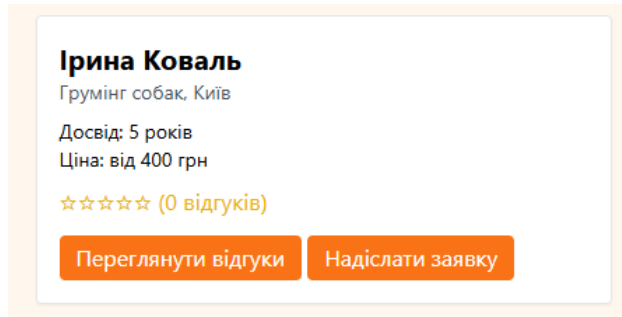 Ірина Коваль
Грумінг собак, Київ
Досвід: 5 років
Ціна: від 400 грн
☆☆☆☆☆ (0 відгуків)
Переглянути відгуки
Надіслати заявку